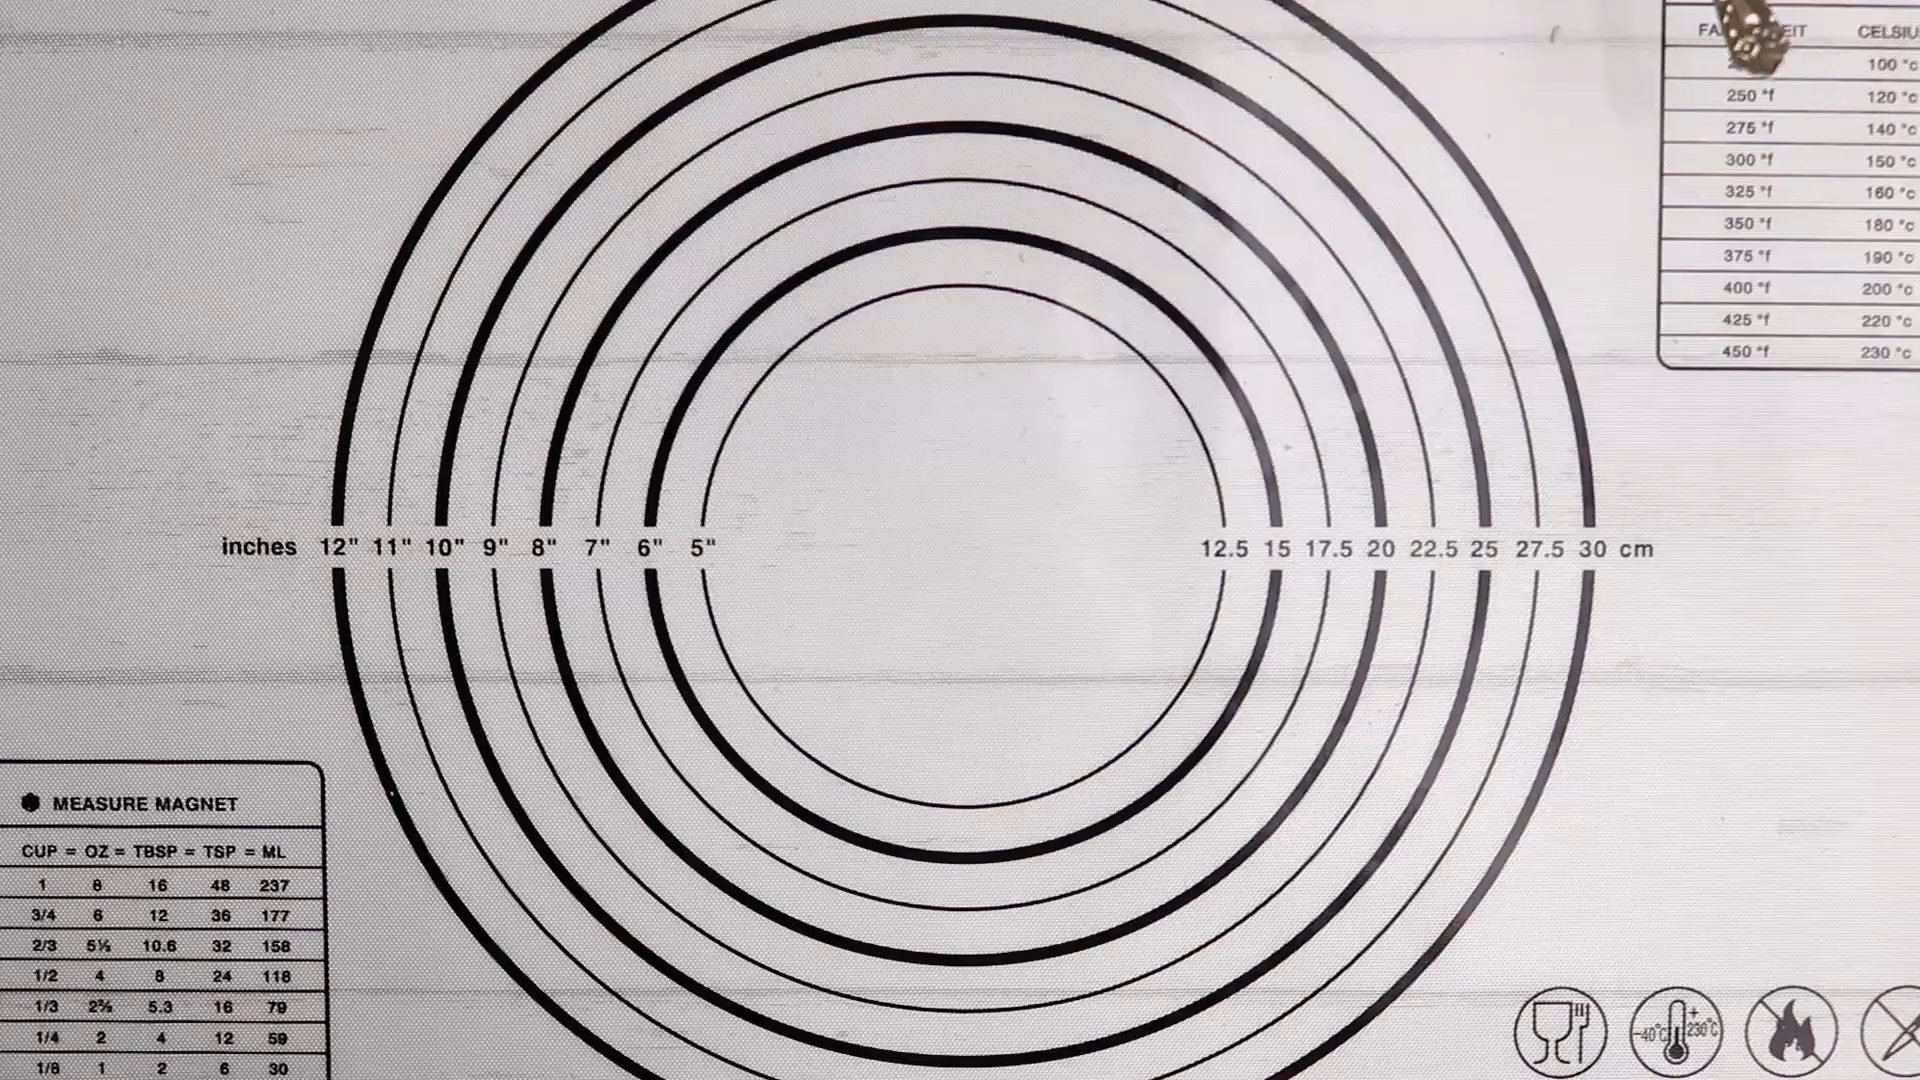 CELSIU
100 °c
250 °f 120 °c
275 °f 140 °c
300 °f 150 °c
325 °f 160 °c
350 °f 180 °c
375 °f 190 °c
400 °f 200 °c
425 °f 220 °c
450 °f 230 °c
inches 12" 11" 10" 9" 8" 7" 6" 5" 12.5 15 17.5 20 22.5 25 27.5 30 cm
MEASURE MAGNET
CUP = OZ = TBSP = TSP = ML
1 8 16 48 237
3/4 6 12 36 177
2/3 5⅓ 10.6 32 158
1/2 4 8 24 118
1/3 2⅔ 5.3 16 79
1/4 2 4 12 59
1/8 1 2 6 30
-40°C +230°C